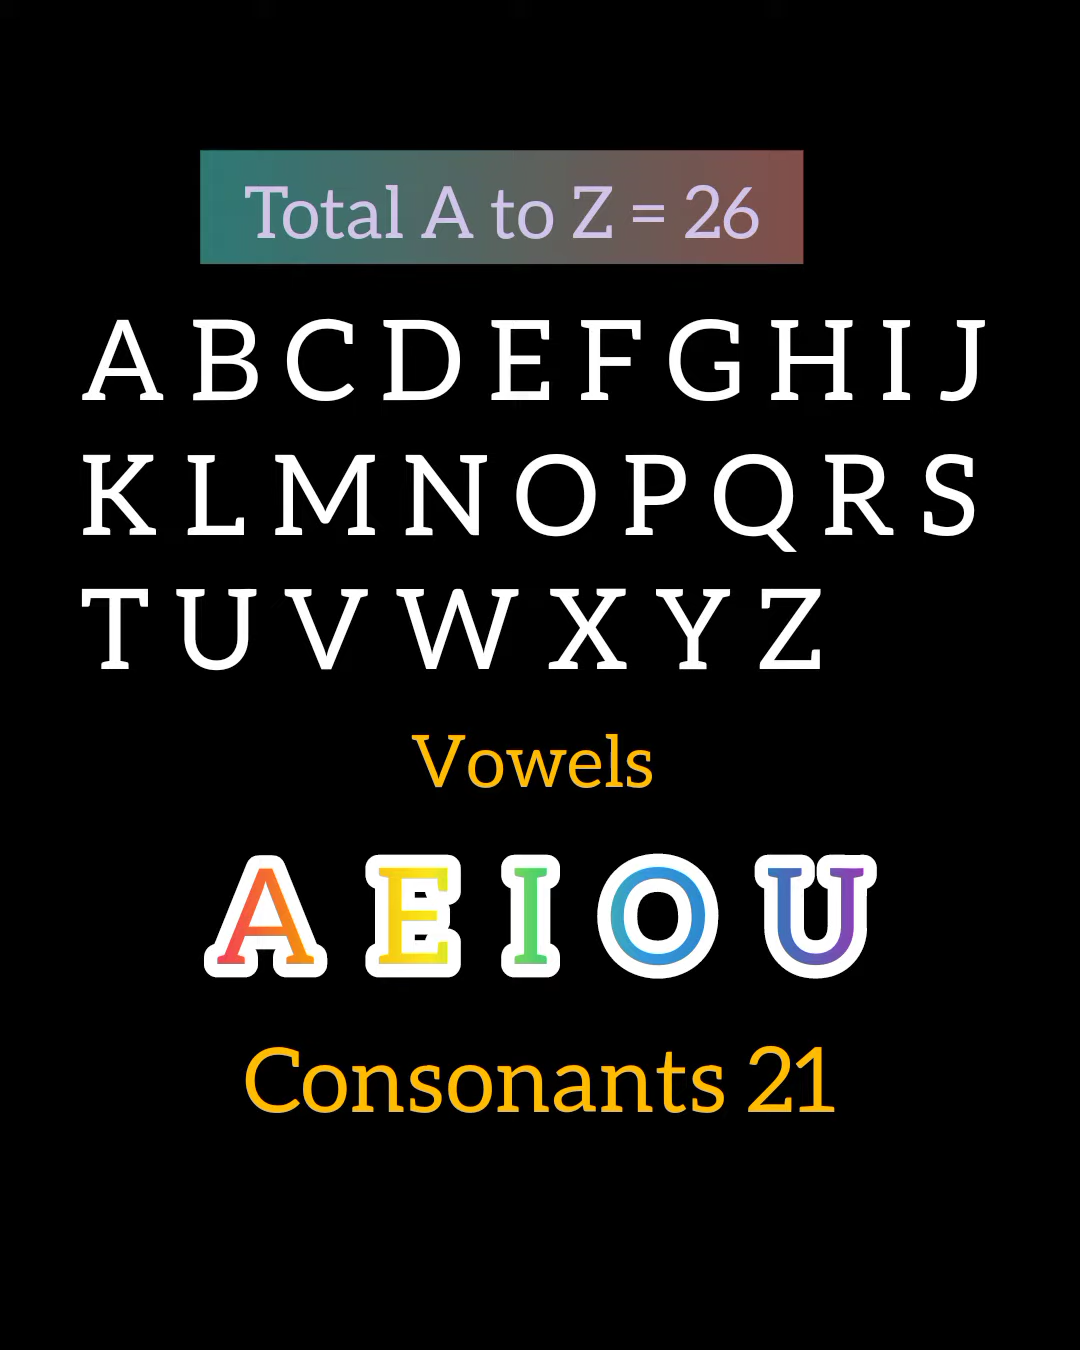 Total A to Z = 26
A B C D E F G H I J
K L M N O P Q R S
T U V W X Y Z
Vowels
A E I O U
Consonants 21